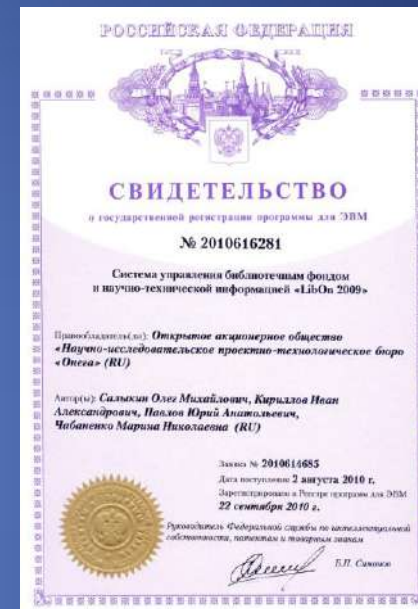 РОССИЙСКАЯ ФЕДЕРАЦИЯ
СВИДЕТЕЛЬСТВО
о государственной регистрации программы для ЭВМ
№ 2010616281
Система управления библиотечным фондом
и научно-технической информацией «LibOn 2009»
Правообладатель(ли): Открытое акционерное общество
«Научно-исследовательское проектно-технологическое бюро
«Онега» (RU)
Автор(ы): Салыкин Олег Михайлович, Кириллов Иван
Александрович, Павлов Юрий Анатольевич,
Чабаненко Марина Николаевна (RU)
Заявка № 2010614685
Дата поступления 2 августа 2010 г.
Зарегистрировано в Реестре программ для ЭВМ
22 сентября 2010 г.
Руководитель Федеральной службы по интеллектуальной
собственности, патентам и товарным знакам
Б.П. Симонов